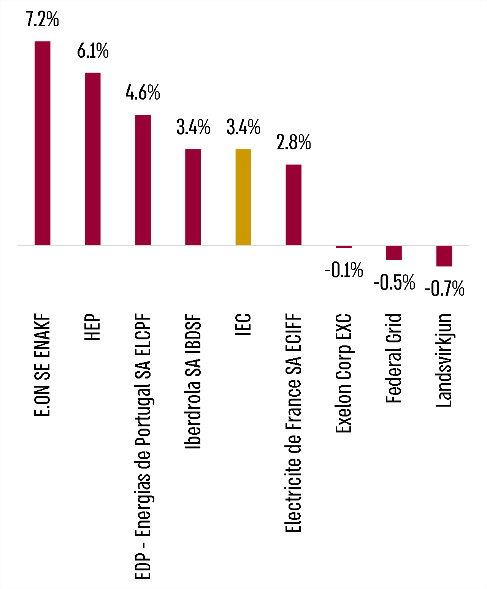 7.2%
6.1%
4.6%
3.4%
3.4%
2.8%
-0.1%
-0.5%
-0.7%
E.ON SE ENAKF
HEP
EDP - Energias de Portugal SA ELCPF
Iberdrola SA IBDSF
IEC
Electricite de France SA ECIFF
Exelon Corp EXC
Federal Grid
Landsvirkjun